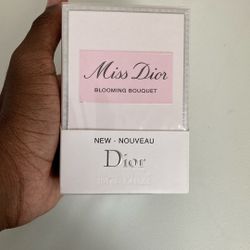 Miss Dior
BLOOMING BOUQUET
NEW - NOUVEAU
Dior